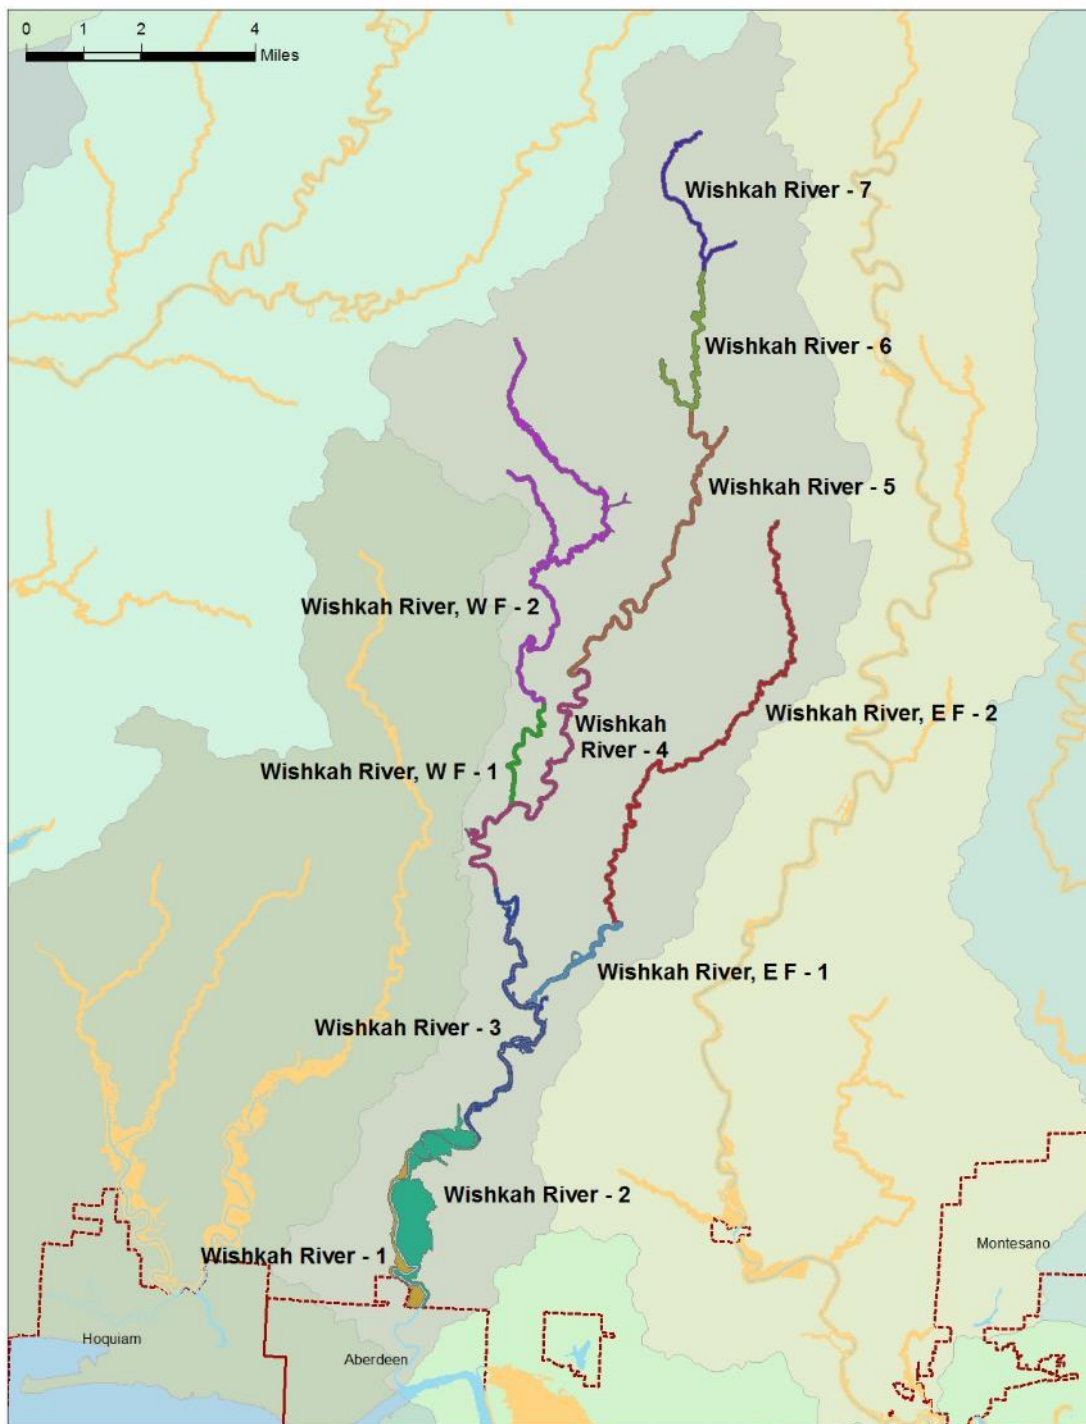 0 1 2 4
Miles
Wishkah River - 7
Wishkah River - 6
Wishkah River - 5
Wishkah River, W F - 2
Wishkah River, E F - 2
Wishkah
River - 4
Wishkah River, W F - 1
Wishkah River, E F - 1
Wishkah River - 3
Wishkah River - 2
Wishkah River - 1
Montesano
Hoquiam
Aberdeen